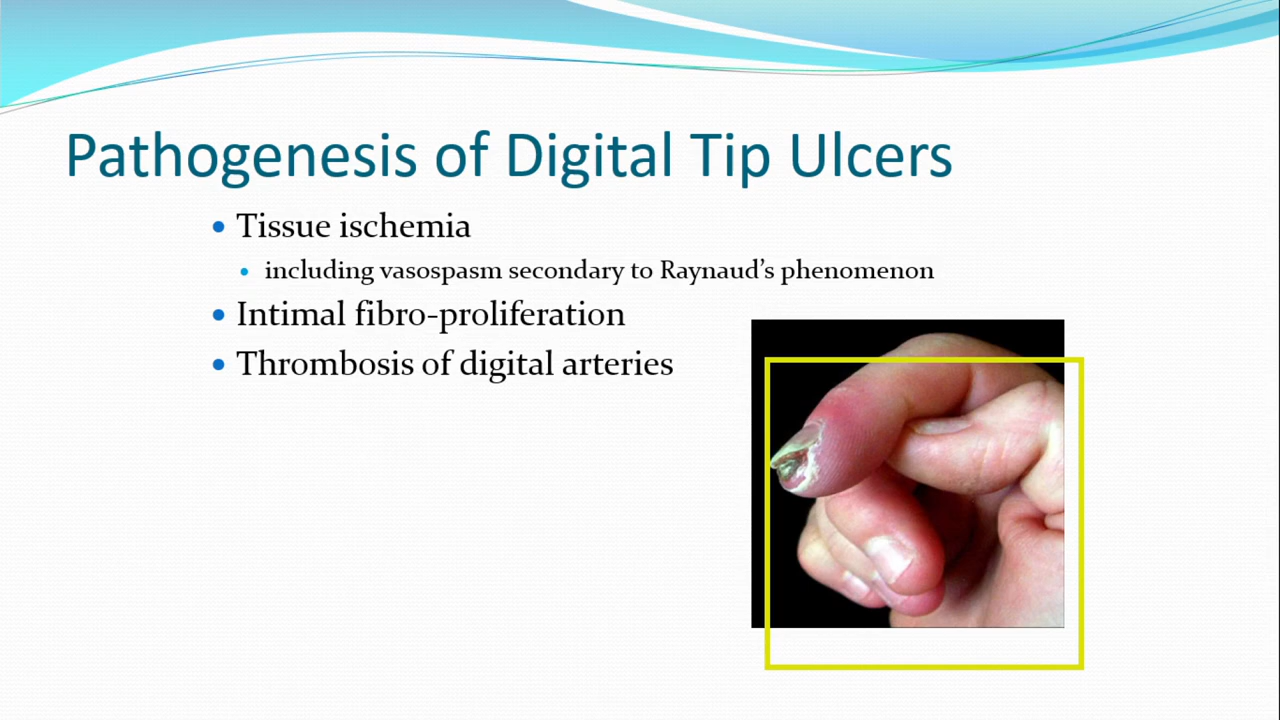 Pathogenesis of Digital Tip Ulcers
• Tissue ischemia
• including vasospasm secondary to Raynaud’s phenomenon
• Intimal fibro-proliferation
• Thrombosis of digital arteries